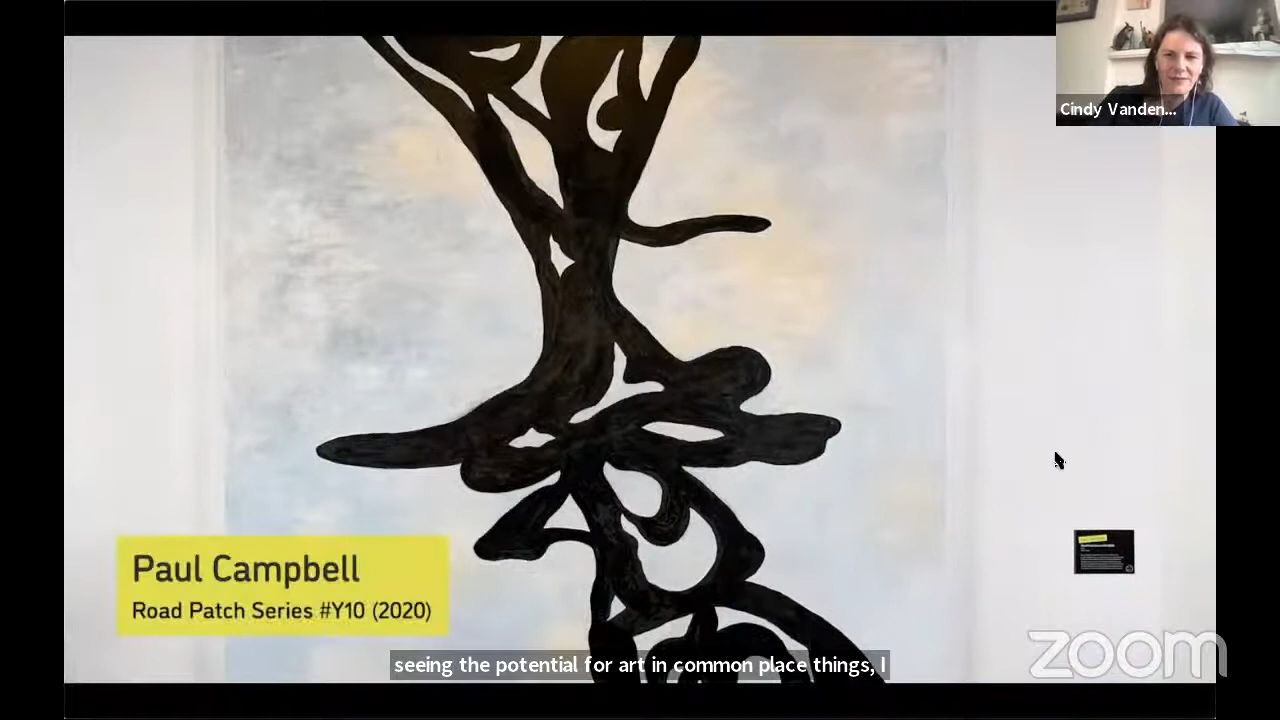 Cindy Vanden...
Paul Campbell
Road Patch Series #Y10 (2020)
seeing the potential for art in common place things, I
zoom